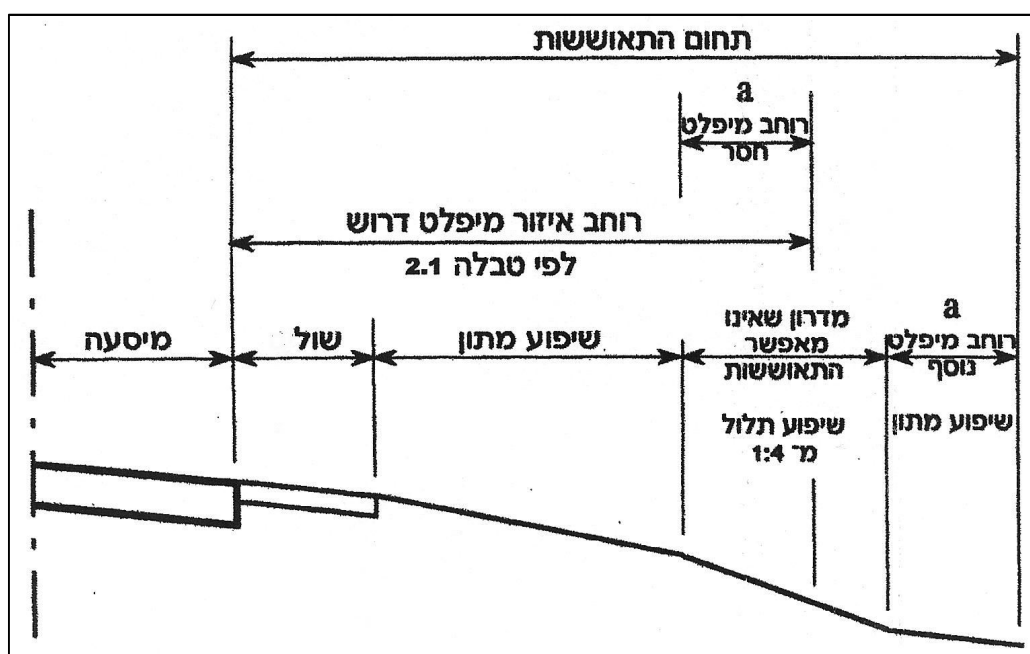 תחום התאוששות
a
רוחב מיפלט
חסר
רוחב איזור מיפלט דרוש
לפי טבלה 2.1
מיסעה
שול
שיפוע מתון
מדרון שאינו
מאפשר
התאוששות
שיפוע תלול
מ־ 1:4
a
רוחב מיפלט
נוסף
שיפוע מתון